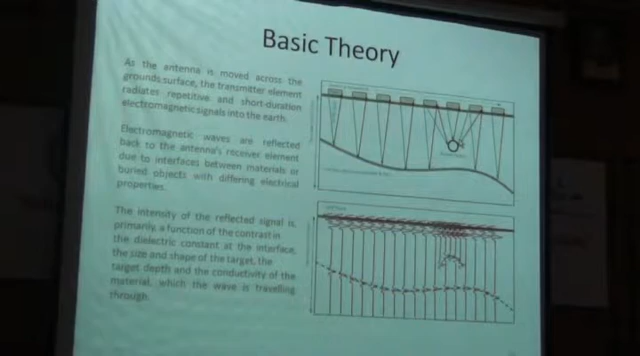 Basic Theory
As the antenna is moved across the
grounds surface, the transmitter element
radiates repetitive and short-duration
electromagnetic signals into the earth.
Electromagnetic waves are reflected
back to the antenna's receiver element
due to interfaces between materials or
buried objects with differing electrical
properties.
The intensity of the reflected signal is,
primarily, a function of the contrast in
the dielectric constant at the interface,
the size and shape of the target, the
target depth and the conductivity of the
material, which the wave is travelling
through.